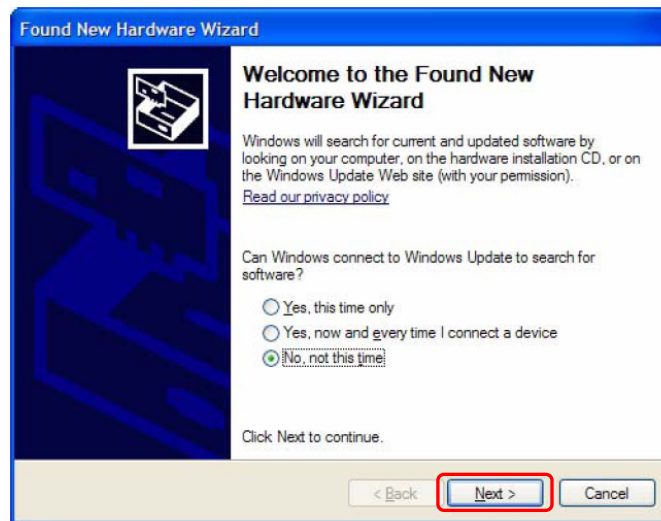 Found New Hardware Wizard
Welcome to the Found New
Hardware Wizard
Windows will search for current and updated software by
looking on your computer, on the hardware installation CD, or on
the Windows Update Web site (with your permission).
Read our privacy policy
Can Windows connect to Windows Update to search for
software?
Yes, this time only
Yes, now and every time I connect a device
No, not this time
Click Next to continue.
< Back Next > Cancel